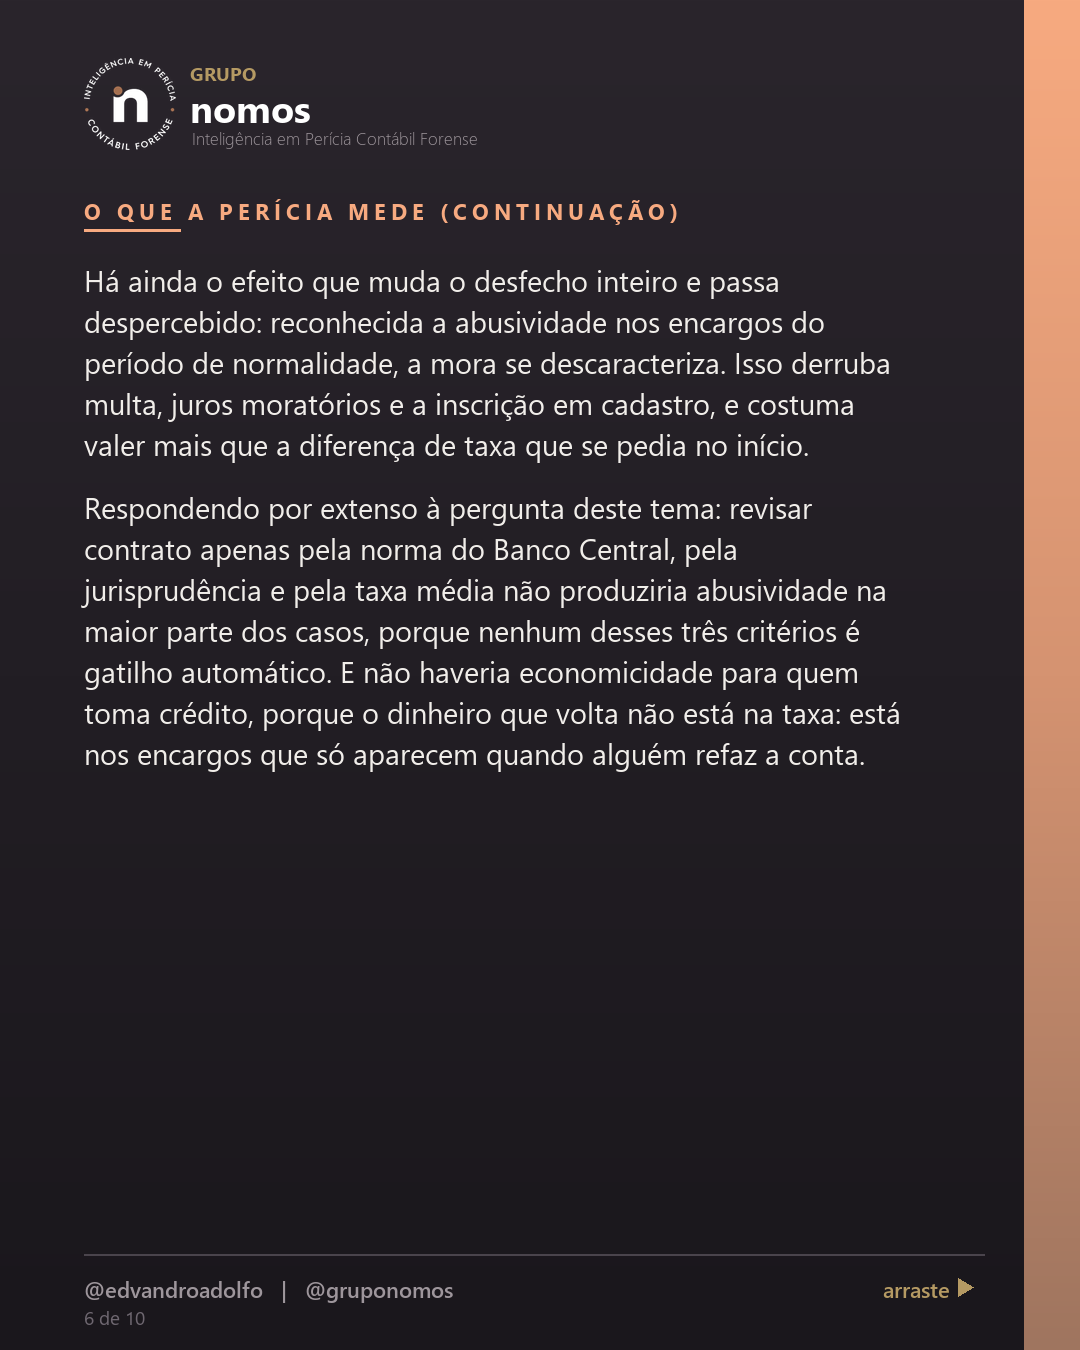 INTELIGÊNCIA EM PERÍCIA
CONTÁBIL FORENSE
n
GRUPO
nomos
Inteligência em Perícia Contábil Forense
O QUE A PERÍCIA MEDE (CONTINUAÇÃO)
Há ainda o efeito que muda o desfecho inteiro e passa
despercebido: reconhecida a abusividade nos encargos do
período de normalidade, a mora se descaracteriza. Isso derruba
multa, juros moratórios e a inscrição em cadastro, e costuma
valer mais que a diferença de taxa que se pedia no início.
Respondendo por extenso à pergunta deste tema: revisar
contrato apenas pela norma do Banco Central, pela
jurisprudência e pela taxa média não produziria abusividade na
maior parte dos casos, porque nenhum desses três critérios é
gatilho automático. E não haveria economicidade para quem
toma crédito, porque o dinheiro que volta não está na taxa: está
nos encargos que só aparecem quando alguém refaz a conta.
@edvandroadolfo | @gruponomos
arraste
6 de 10